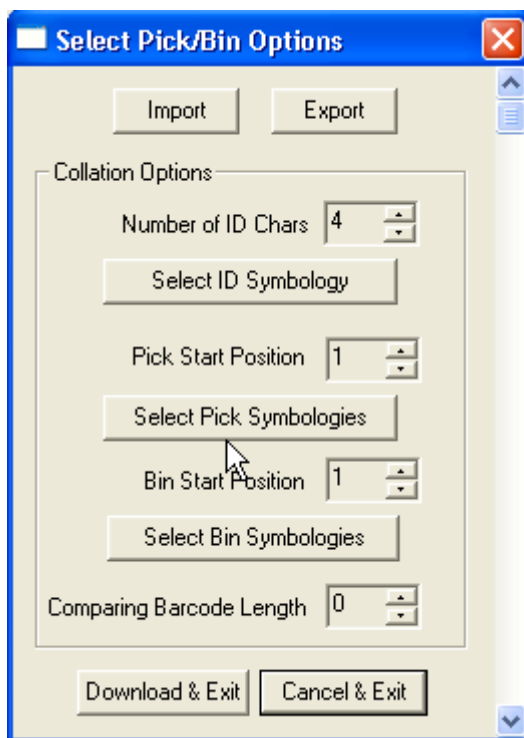 Select Pick/Bin Options
Import Export
Collation Options
Number of ID Chars 4
Select ID Symbology
Pick Start Position 1
Select Pick Symbologies
Bin Start Position 1
Select Bin Symbologies
Comparing Barcode Length 0
Download & Exit Cancel & Exit